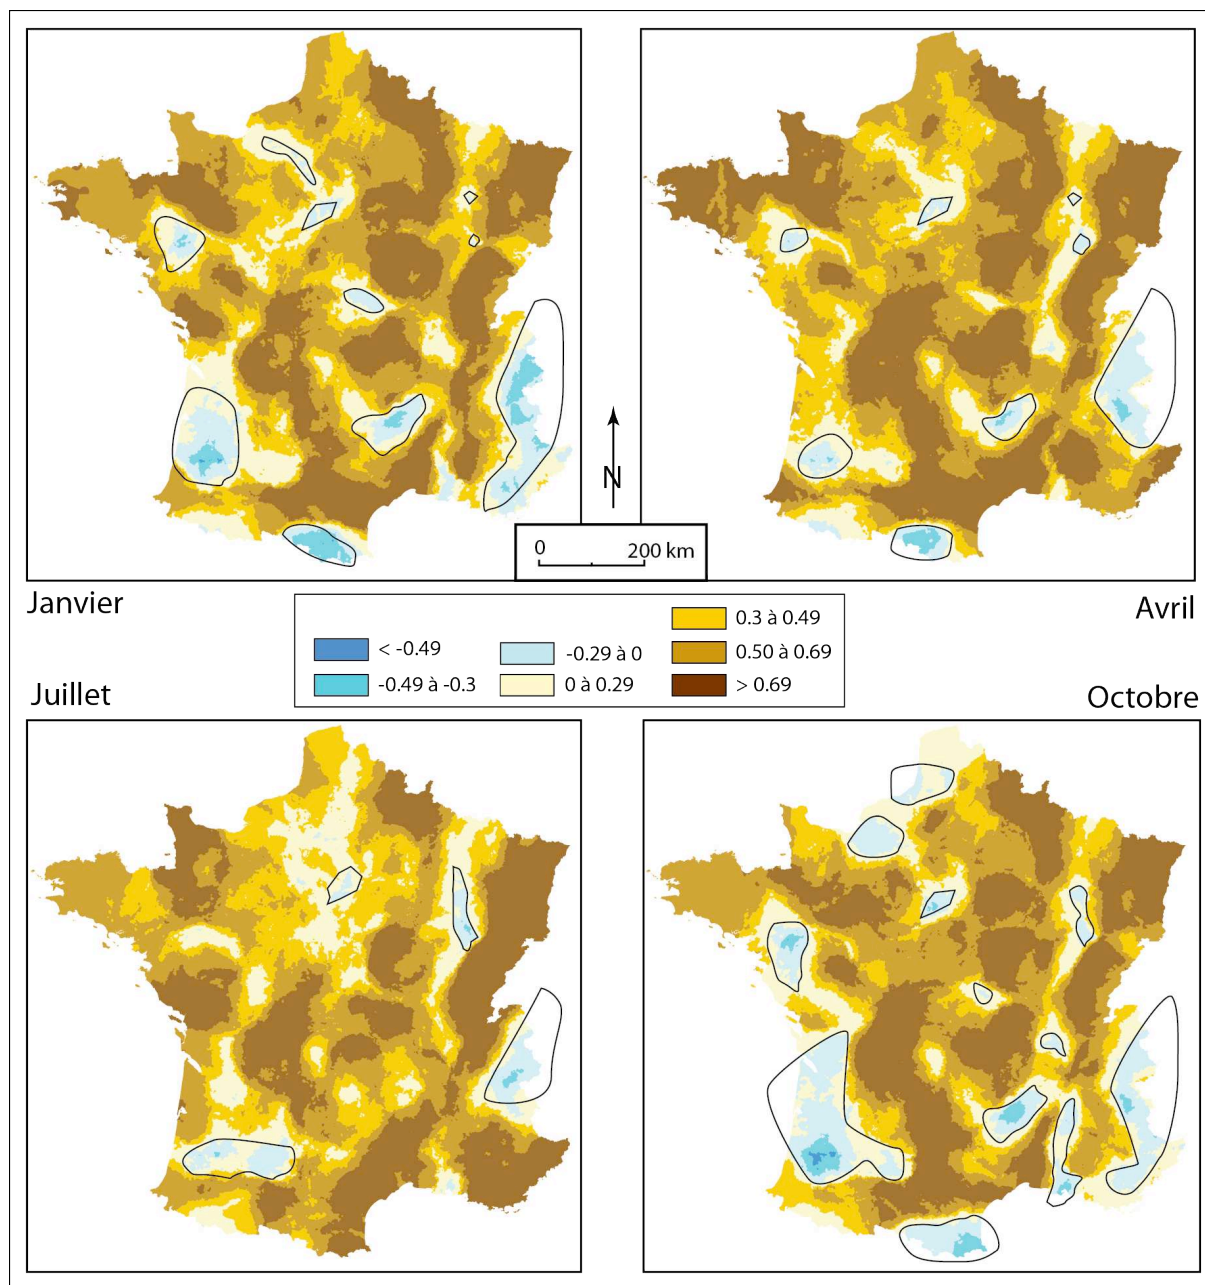 N
0 200 km
Janvier
Avril
< -0.49
-0.49 à -0.3
-0.29 à 0
0 à 0.29
0.3 à 0.49
0.50 à 0.69
> 0.69
Juillet
Octobre